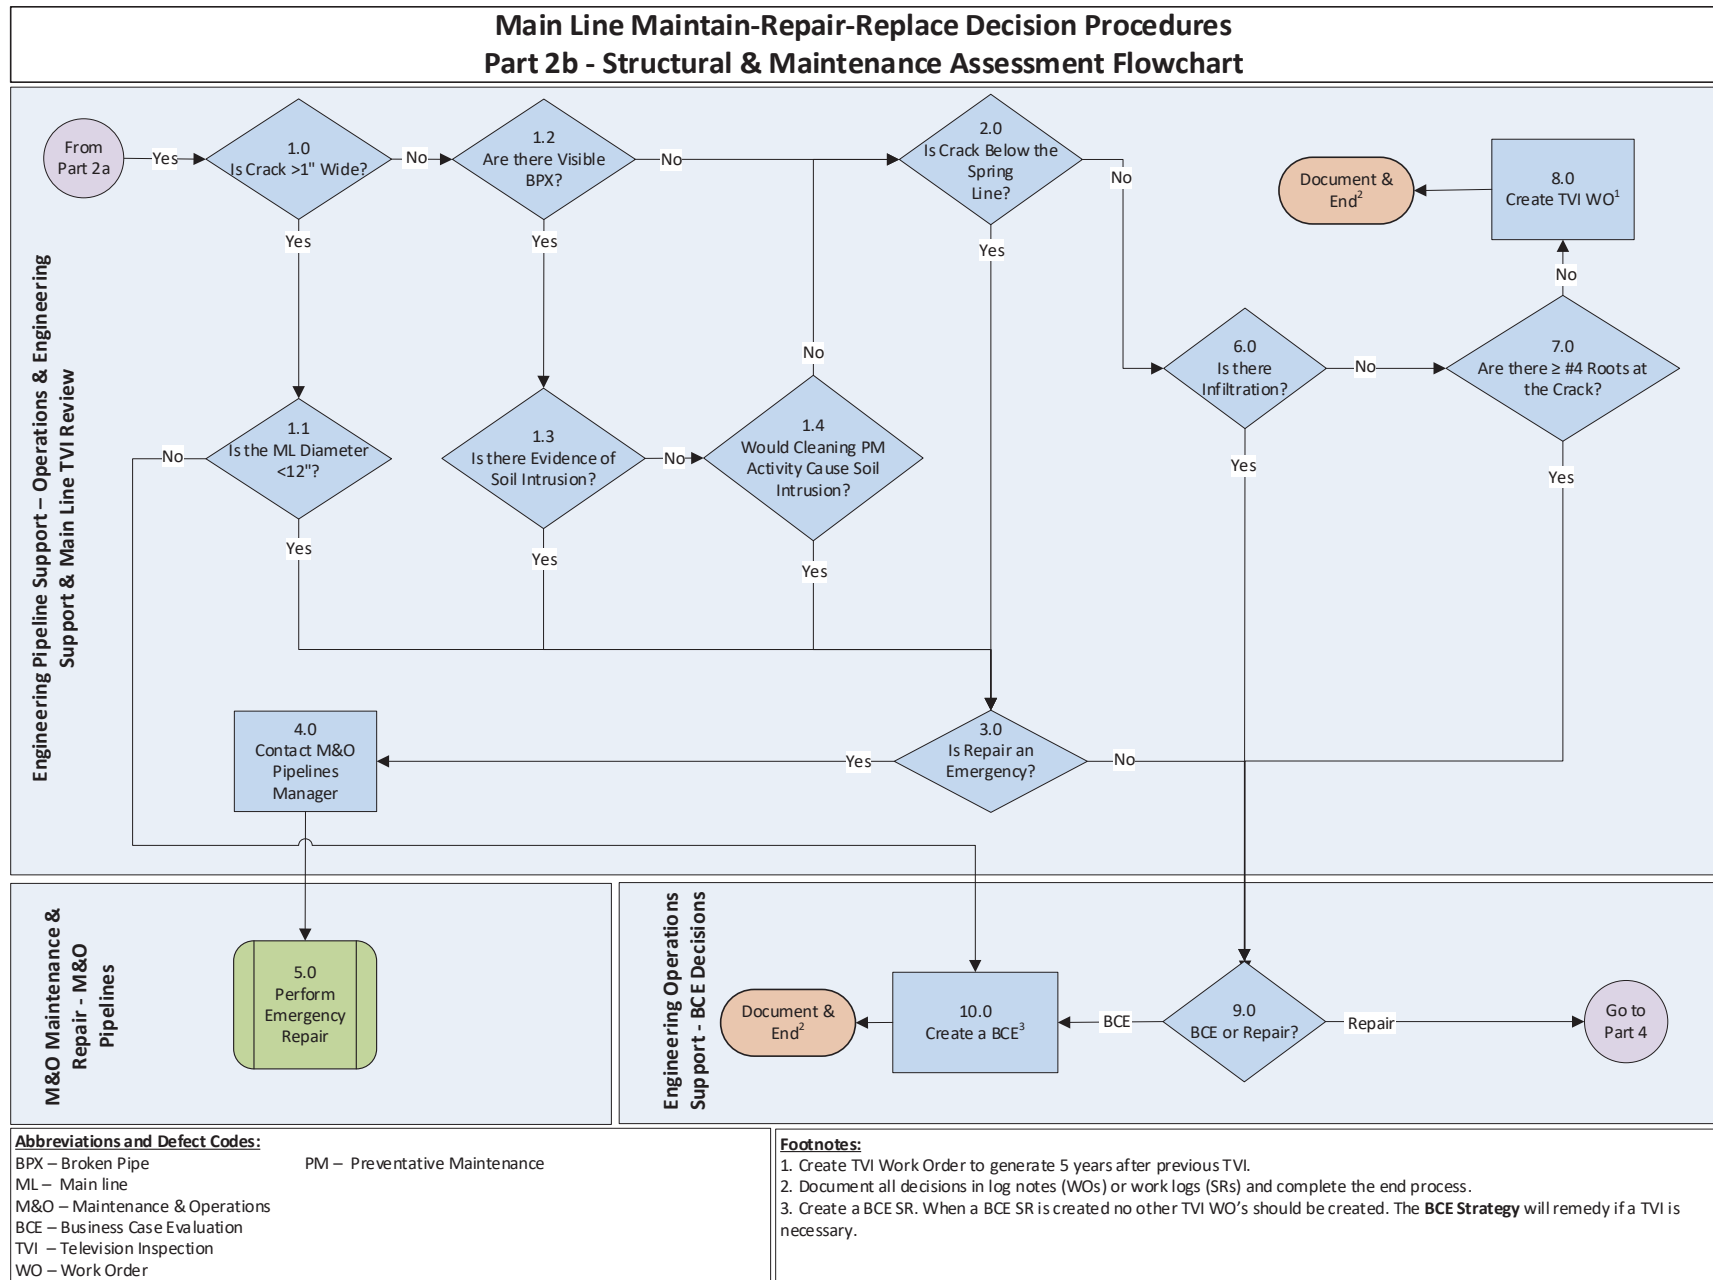 Main Line Maintain-Repair-Replace Decision Procedures
Part 2b - Structural & Maintenance Assessment Flowchart
Engineering Pipeline Support – Operations & Engineering
Support & Main Line TVI Review
From
Part 2a
Yes
1.0
Is Crack >1" Wide?
No
Yes
1.2
Are there Visible
BPX?
No
Yes
2.0
Is Crack Below the
Spring
Line?
No
Yes
Document &
End2
8.0
Create TVI WO1
No
1.1
Is the ML Diameter
<12"?
No
Yes
1.3
Is there Evidence of
Soil Intrusion?
No
Yes
No
1.4
Would Cleaning PM
Activity Cause Soil
Intrusion?
Yes
6.0
Is there
Infiltration?
No
Yes
7.0
Are there ≥ #4 Roots at
the Crack?
Yes
3.0
Is Repair an
Emergency?
Yes
No
4.0
Contact M&O
Pipelines
Manager
M&O Maintenance &
Repair - M&O
Pipelines
5.0
Perform
Emergency
Repair
Engineering Operations
Support - BCE Decisions
Document &
End2
10.0
Create a BCE3
BCE
9.0
BCE or Repair?
Repair
Go to
Part 4
Abbreviations and Defect Codes:
BPX – Broken Pipe
PM – Preventative Maintenance
ML – Main line
M&O – Maintenance & Operations
BCE – Business Case Evaluation
TVI – Television Inspection
WO – Work Order
Footnotes:
1. Create TVI Work Order to generate 5 years after previous TVI.
2. Document all decisions in log notes (WOs) or work logs (SRs) and complete the end process.
3. Create a BCE SR. When a BCE SR is created no other TVI WO's should be created. The BCE Strategy will remedy if a TVI is
necessary.